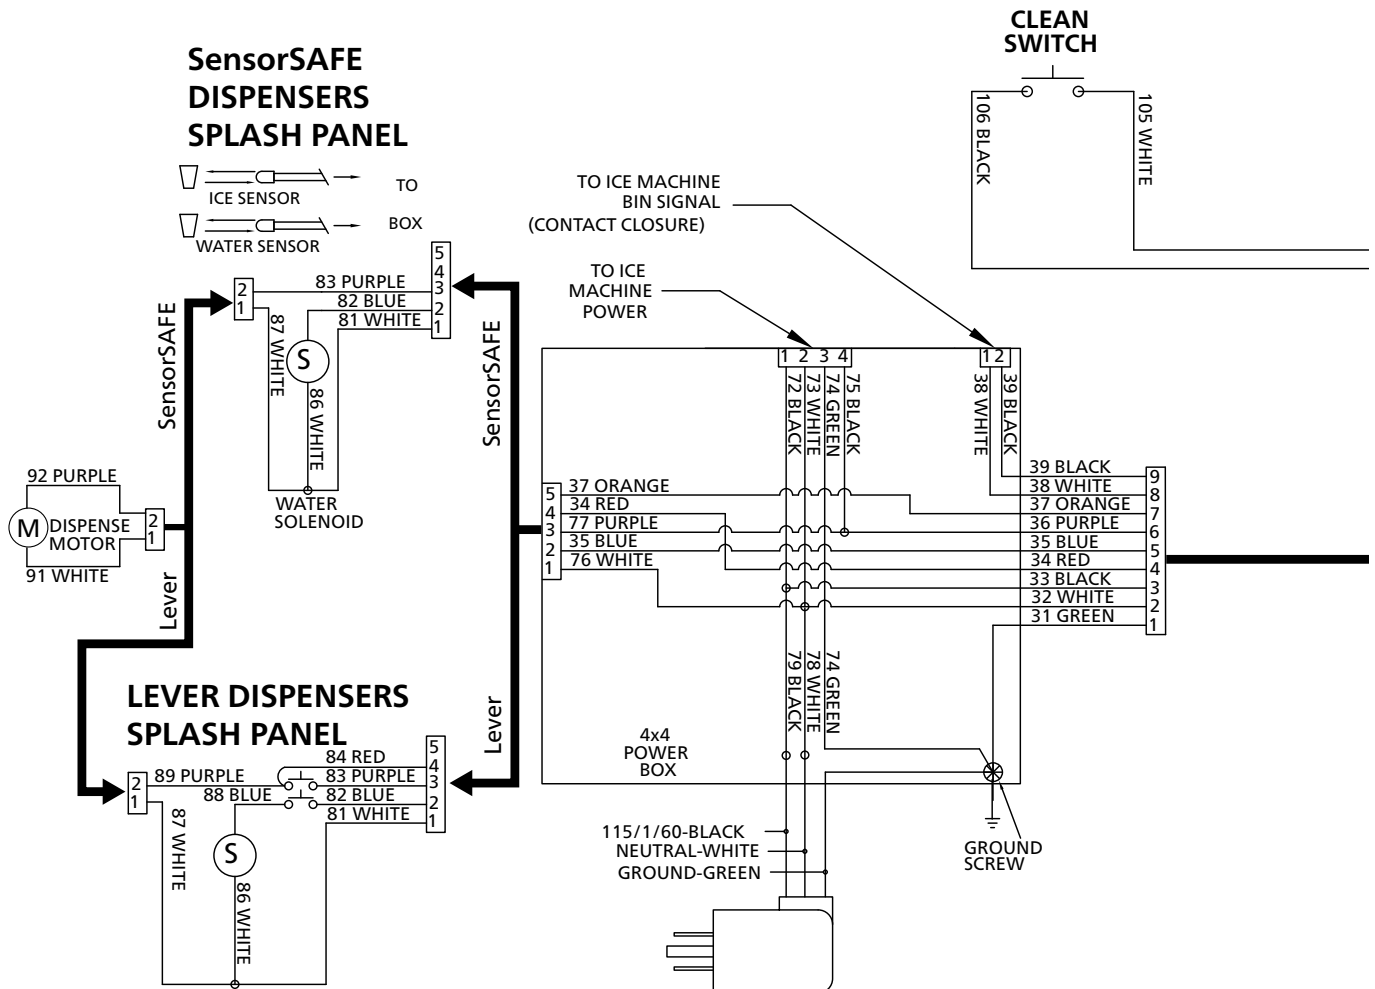 CLEAN
SWITCH
106 BLACK
105 WHITE
SensorSAFE
DISPENSERS
SPLASH PANEL
ICE SENSOR
TO
WATER SENSOR
BOX
TO ICE MACHINE
BIN SIGNAL
(CONTACT CLOSURE)
TO ICE
MACHINE
POWER
5
4
3
2
1
83 PURPLE
82 BLUE
81 WHITE
2
1
87 WHITE
S
86 WHITE
WATER
SOLENOID
SensorSAFE
SensorSAFE
92 PURPLE
M
DISPENSE
MOTOR
2
1
91 WHITE
Lever
Lever
1 2 3 4
72 BLACK
73 WHITE
74 GREEN
75 BLACK
1 2
38 WHITE
39 BLACK
5
4
3
2
1
37 ORANGE
34 RED
77 PURPLE
35 BLUE
76 WHITE
39 BLACK
38 WHITE
37 ORANGE
36 PURPLE
35 BLUE
34 RED
33 BLACK
32 WHITE
31 GREEN
9
8
7
6
5
4
3
2
1
79 BLACK
78 WHITE
74 GREEN
4x4
POWER
BOX
LEVER DISPENSERS
SPLASH PANEL
84 RED
83 PURPLE
82 BLUE
81 WHITE
5
4
3
2
1
89 PURPLE
88 BLUE
2
1
87 WHITE
S
86 WHITE
115/1/60-BLACK
NEUTRAL-WHITE
GROUND-GREEN
GROUND
SCREW